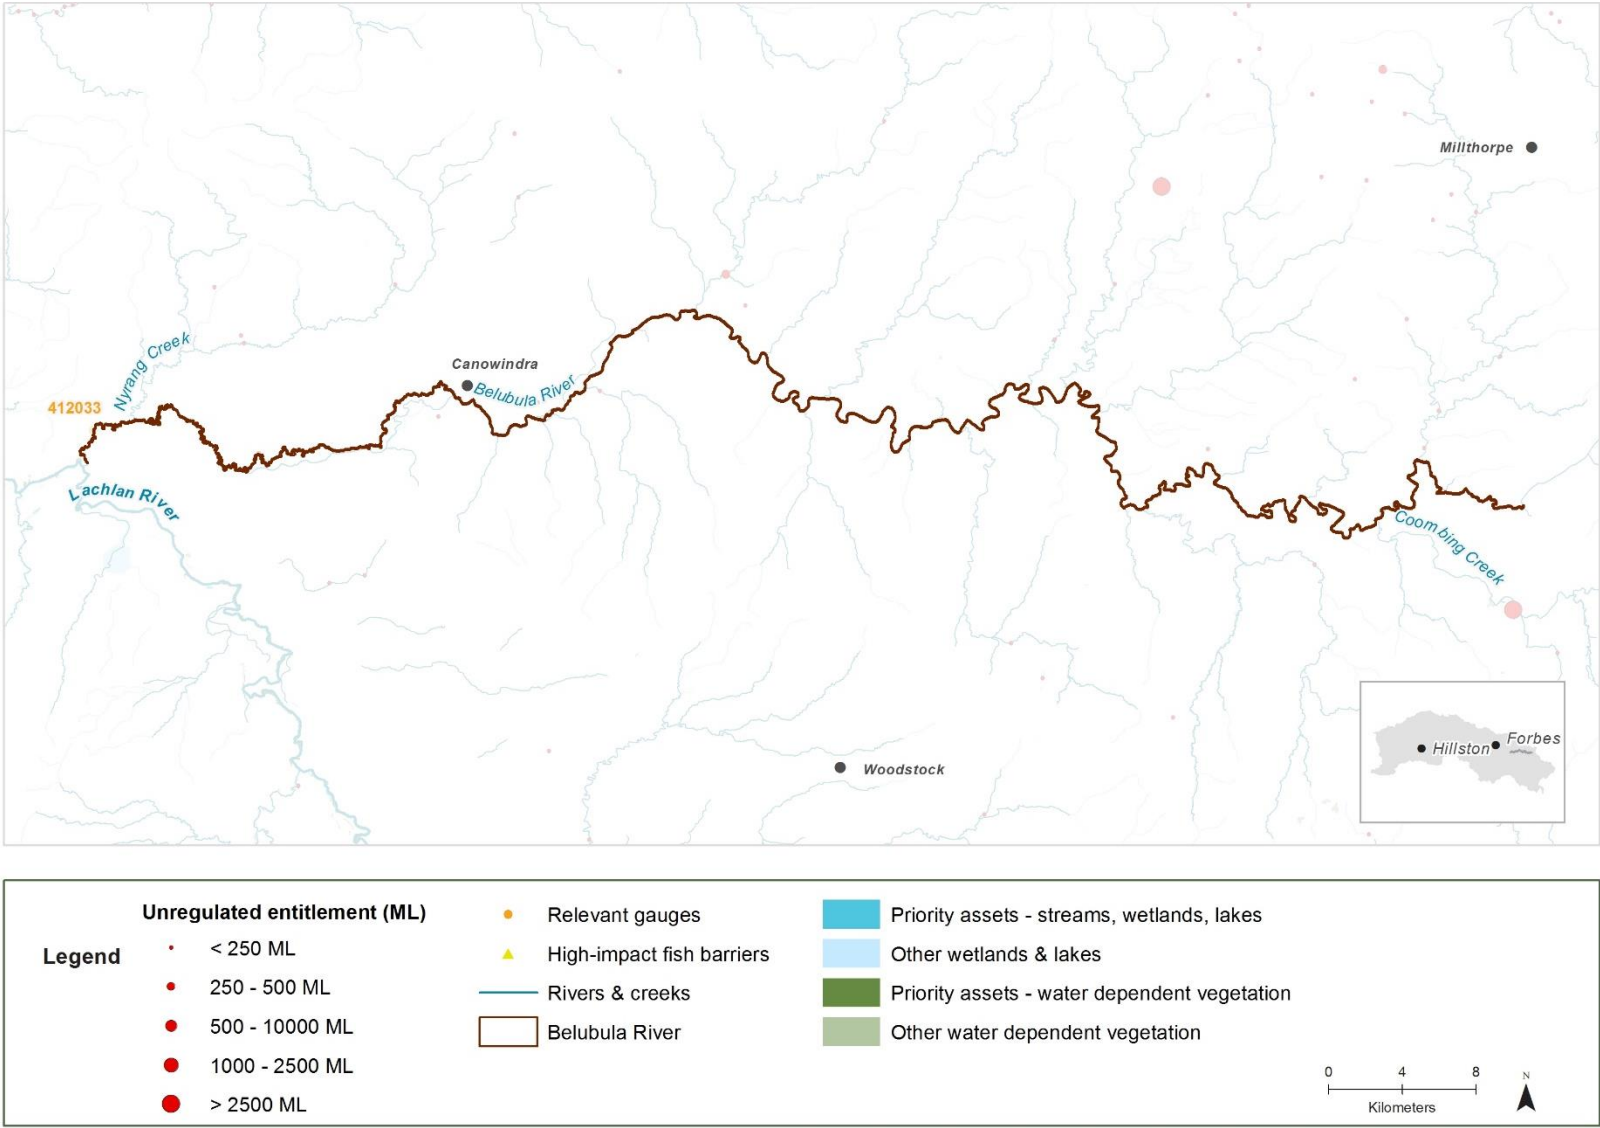 Millthorpe
Nyrang Creek
Canowindra
Belubula River
412033
Lachlan River
Coombing Creek
Woodstock
Hillston
Forbes
Legend
Unregulated entitlement (ML)
< 250 ML
250 - 500 ML
500 - 10000 ML
1000 - 2500 ML
> 2500 ML
Relevant gauges
High-impact fish barriers
Rivers & creeks
Belubula River
Priority assets - streams, wetlands, lakes
Other wetlands & lakes
Priority assets - water dependent vegetation
Other water dependent vegetation
0 4 8
Kilometers
N